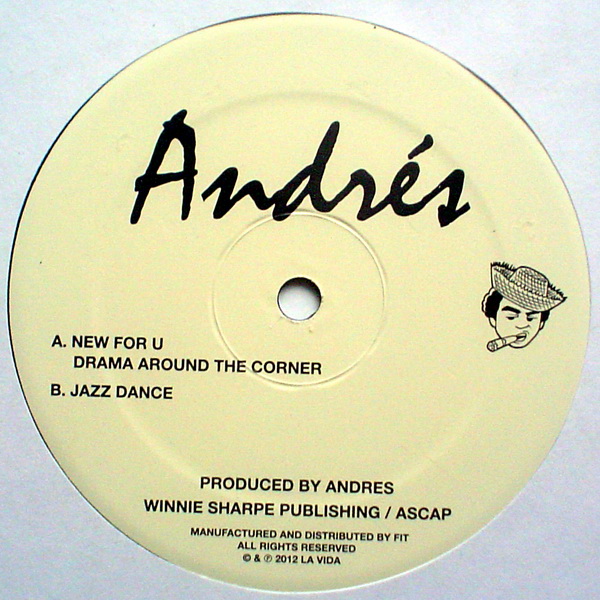 Andrés
A. NEW FOR U
DRAMA AROUND THE CORNER
B. JAZZ DANCE
PRODUCED BY ANDRES
WINNIE SHARPE PUBLISHING / ASCAP
MANUFACTURED AND DISTRIBUTED BY FIT
ALL RIGHTS RESERVED
© & ℗ 2012 LA VIDA